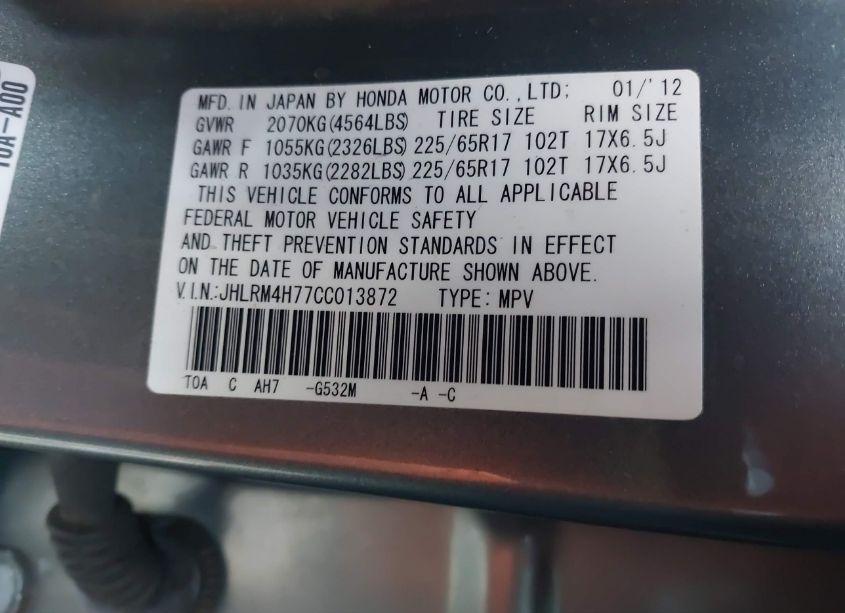 MFD. IN JAPAN BY HONDA MOTOR CO.,LTD; 01/'12
GVWR 2070KG(4564LBS) TIRE SIZE RIM SIZE
GAWR F 1055KG(2326LBS) 225/65R17 102T 17X6.5J
GAWR R 1035KG(2282LBS) 225/65R17 102T 17X6.5J
THIS VEHICLE CONFORMS TO ALL APPLICABLE
FEDERAL MOTOR VEHICLE SAFETY
AND THEFT PREVENTION STANDARDS IN EFFECT
ON THE DATE OF MANUFACTURE SHOWN ABOVE.
V.I.N.:JHLRM4H77CC013872 TYPE: MPV
TOA C AH7 -G532M -A -C